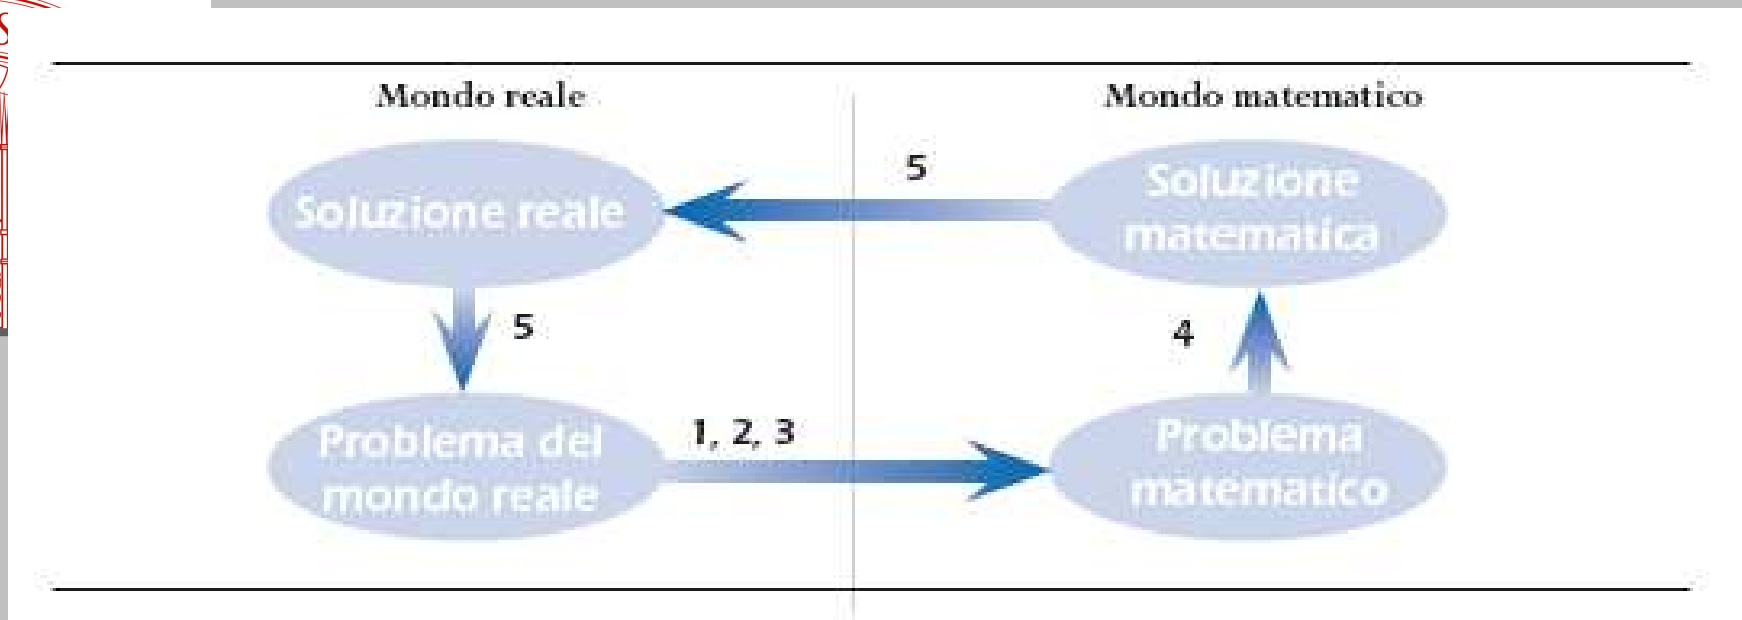 Mondo reale
Mondo matematico
5
Soluzione reale
Soluzione
matematica
5
4
Problema del
mondo reale
1, 2, 3
Problema
matematico